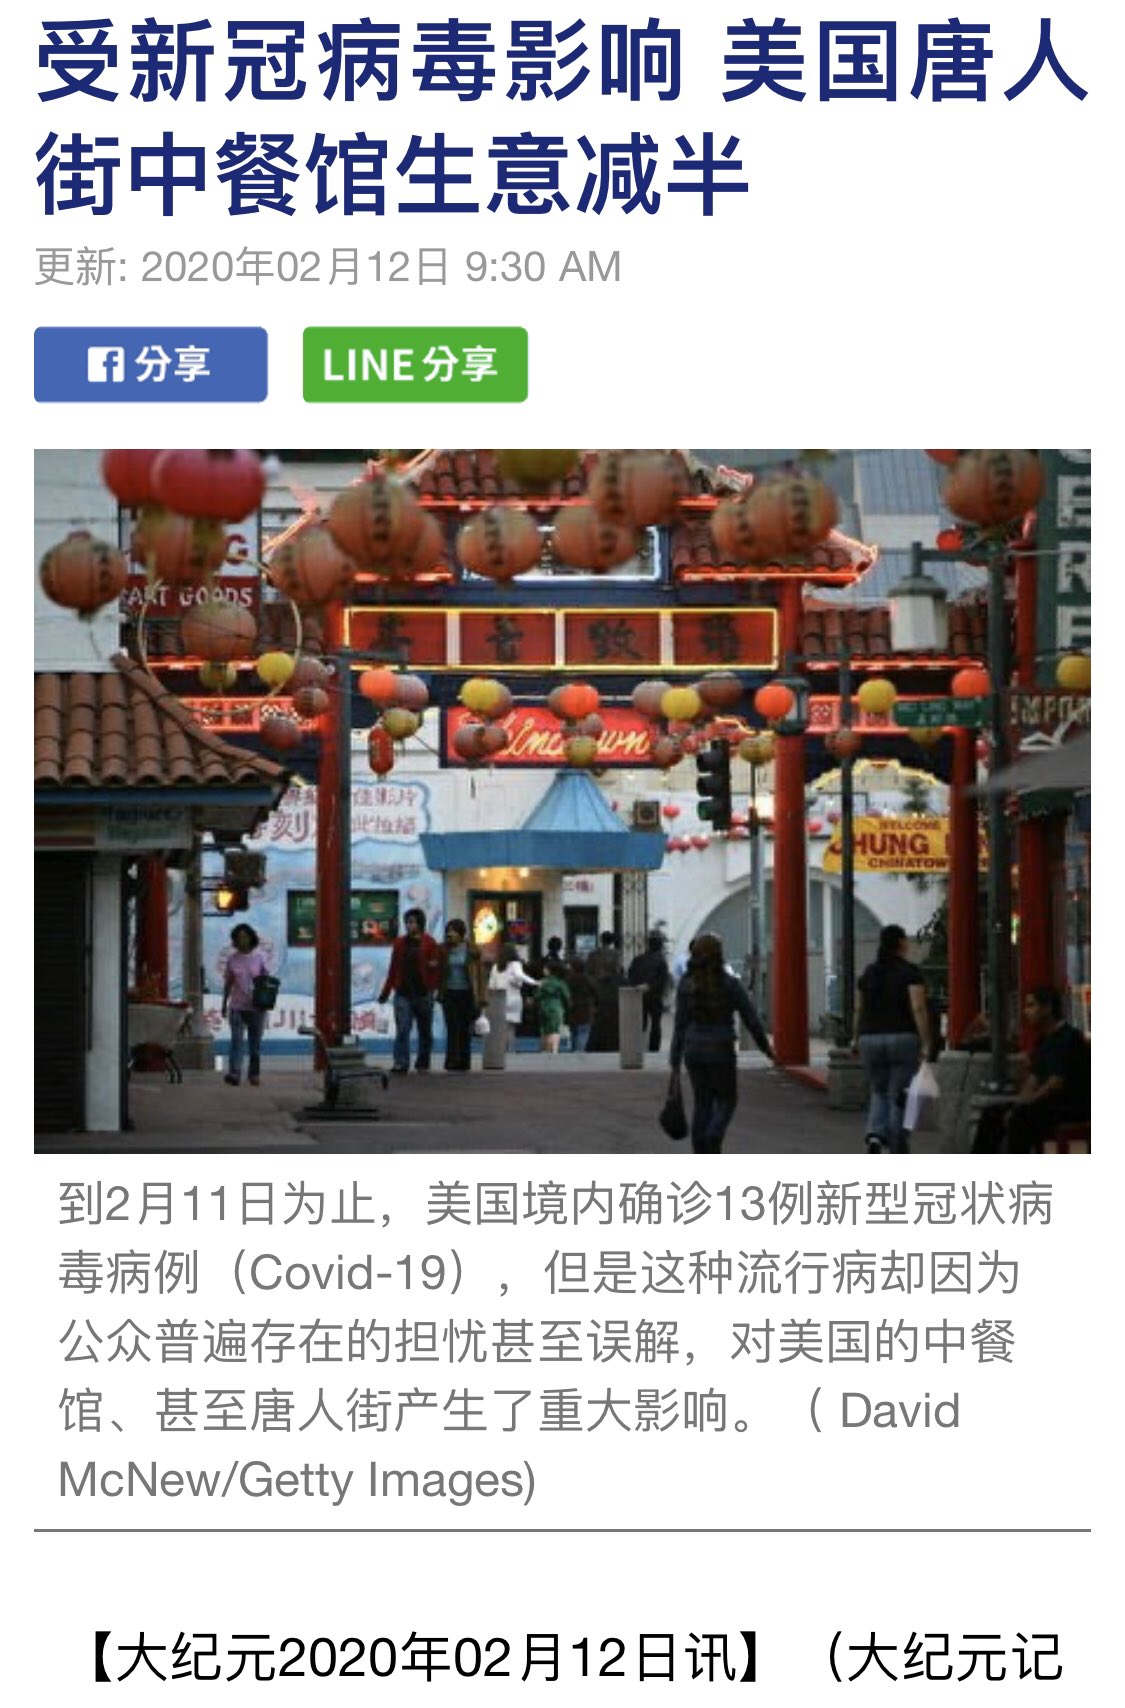 受新冠病毒影响 美国唐人
街中餐馆生意减半
更新: 2020年02月12日 9:30 AM
分享
LINE 分享
ART GOODS
Chinatown
WELCOME
CHUNG
CHINATOWN
到2月11日为止，美国境内确诊13例新型冠状病
毒病例（Covid-19），但是这种流行病却因为
公众普遍存在的担忧甚至误解，对美国的中餐
馆、甚至唐人街产生了重大影响。（ David
McNew/Getty Images)
【大纪元2020年02月12日讯】（大纪元记